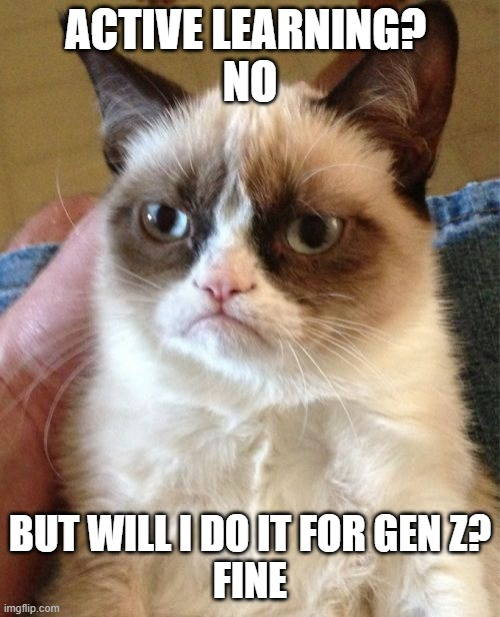 ACTIVE LEARNING?
NO
BUT WILL I DO IT FOR GEN Z?
FINE
imgflip.com